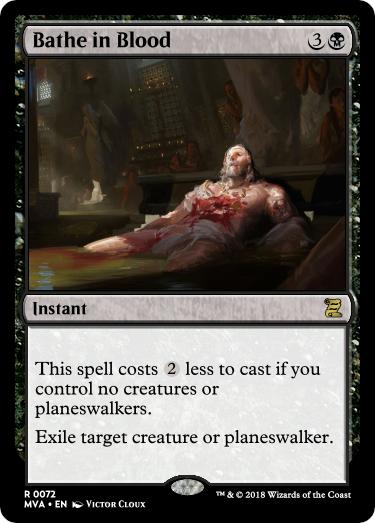 Bathe in Blood 3
Instant
This spell costs 2 less to cast if you
control no creatures or
planeswalkers.
Exile target creature or planeswalker.
R 0072
MVA • EN Victor Cloux
™ & © 2018 Wizards of the Coast